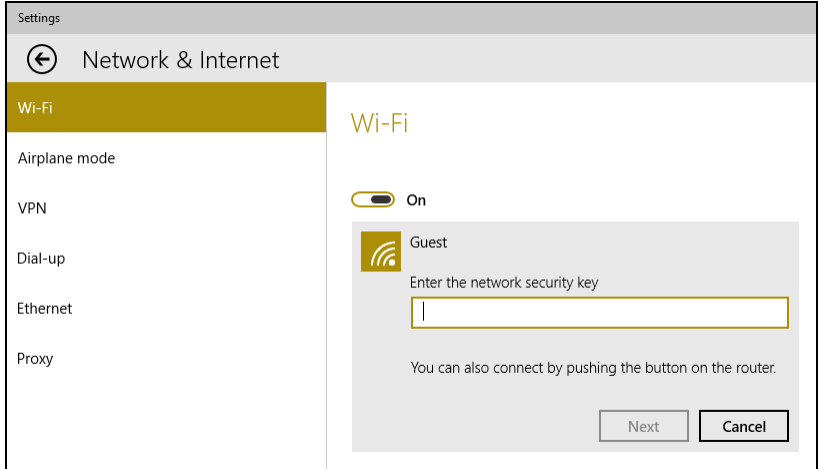 Settings
Network & Internet
Wi-Fi
Airplane mode
VPN
Dial-up
Ethernet
Proxy
Wi-Fi
On
Guest
Enter the network security key
You can also connect by pushing the button on the router.
Next
Cancel